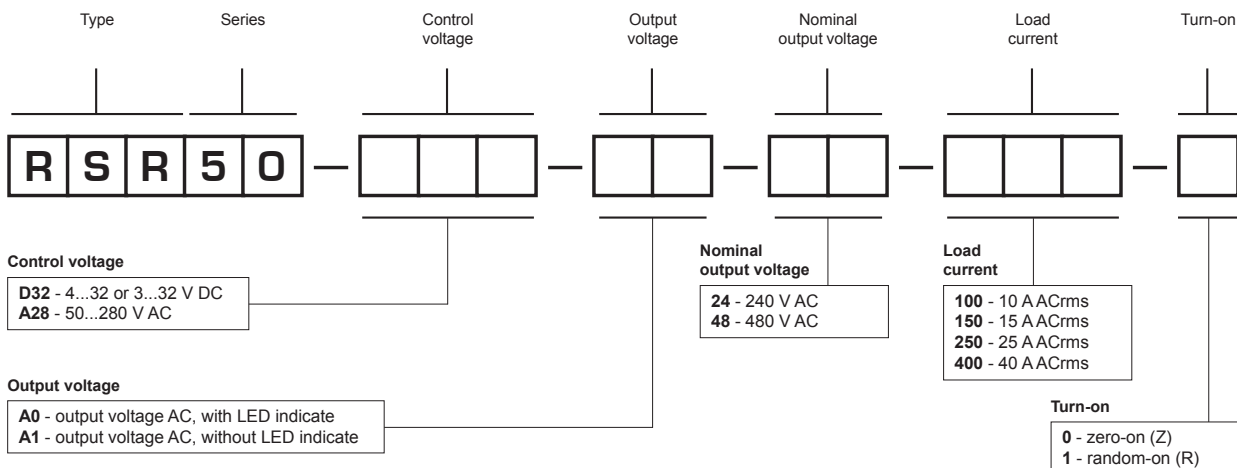 Type Series Control voltage Output voltage Nominal output voltage Load current Turn-on
R S R 5 0 — — — — —
Control voltage
D32 - 4...32 or 3...32 V DC
A28 - 50...280 V AC
Output voltage
A0 - output voltage AC, with LED indicate
A1 - output voltage AC, without LED indicate
Nominal
output voltage
24 - 240 V AC
48 - 480 V AC
Load
current
100 - 10 A ACrms
150 - 15 A ACrms
250 - 25 A ACrms
400 - 40 A ACrms
Turn-on
0 - zero-on (Z)
1 - random-on (R)